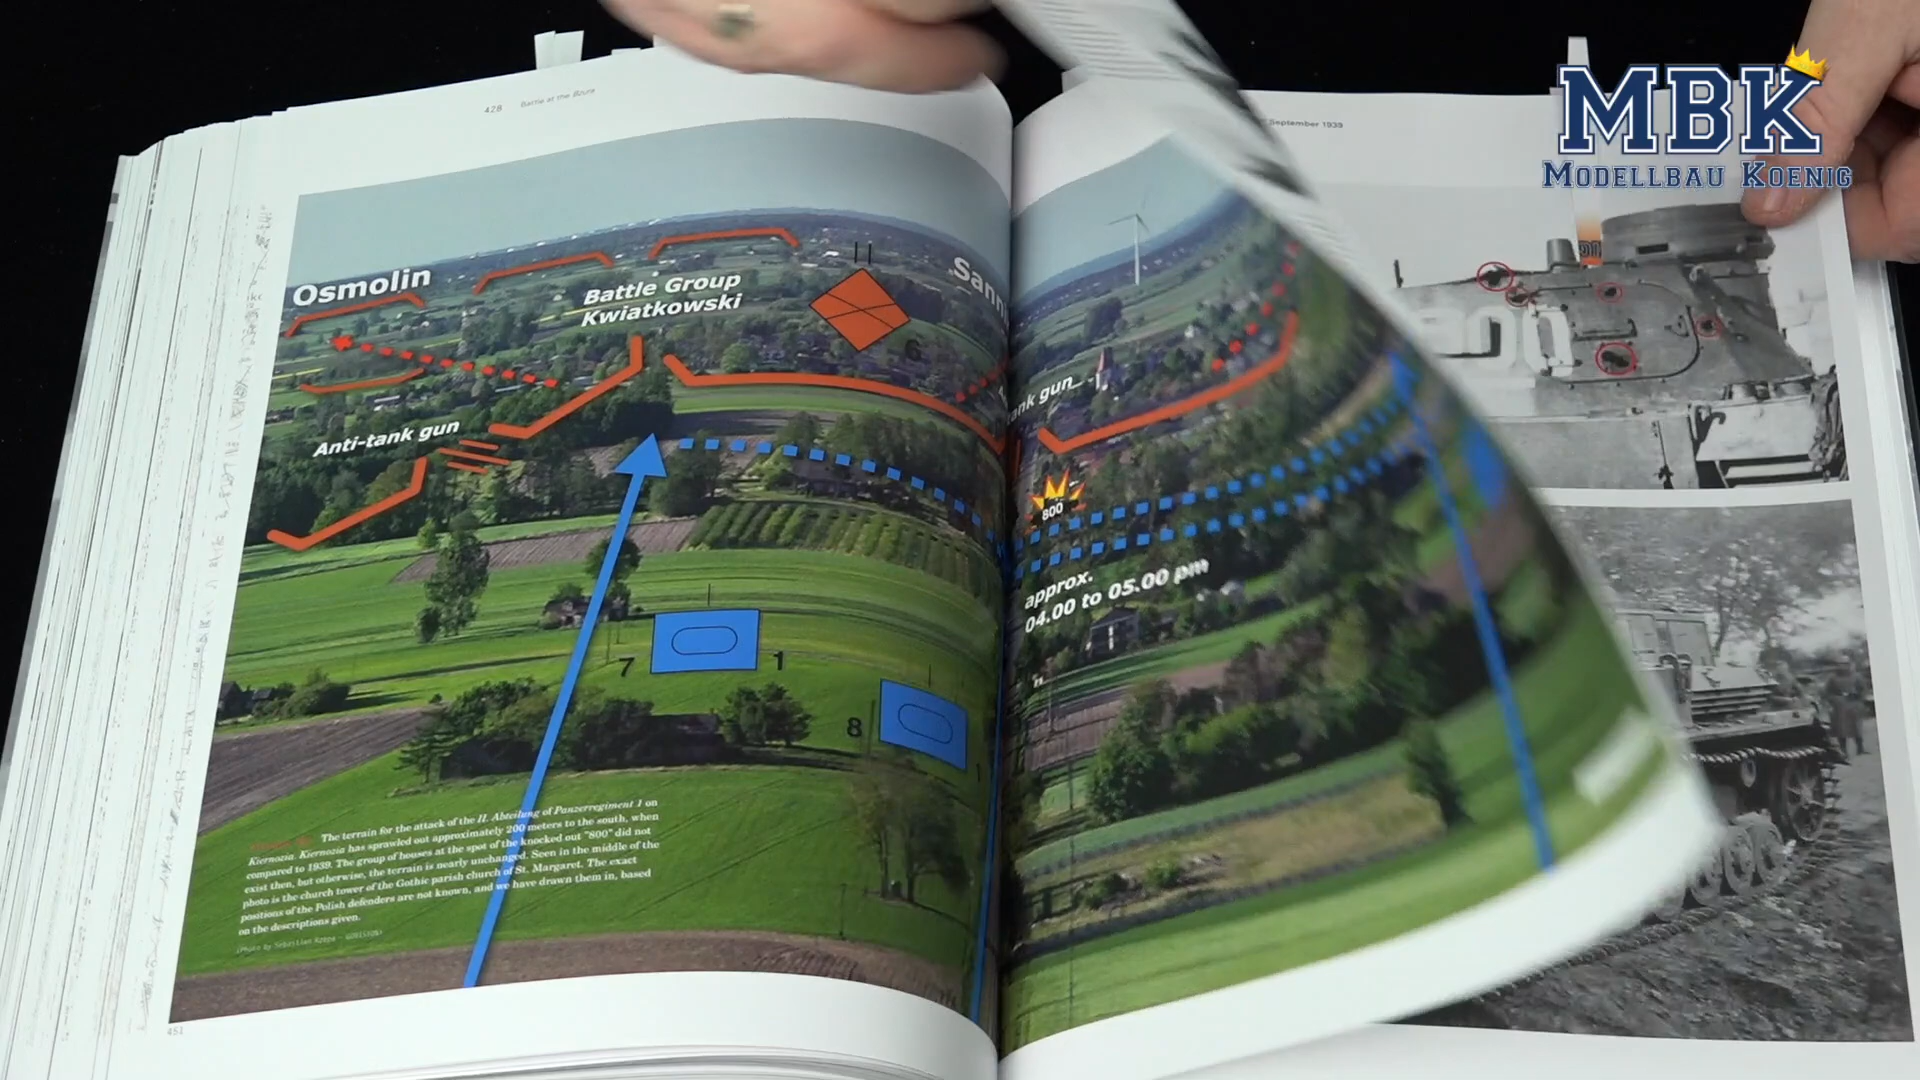 MBK
MODELLBAU KOENIG
428 Battle at the Bzura
September 1939
Osmolin
Battle Group
Kwiatkowski
6
Anti-tank gun
7 1
8
The terrain for the attack of the II. Abteilung of Panzerregiment 1 on
Kiernozia. Kiernozia has sprawled out approximately 200 meters to the south, when
compared to 1939. The group of houses at the spot of the knocked out "800" did not
exist then, but otherwise, the terrain is nearly unchanged. Seen in the middle of the
photo is the church tower of the Gothic parish church of St. Margaret. The exact
positions of the Polish defenders are not known, and we have drawn them in, based
on the descriptions given.
451
gun
800
approx.
04.00 to 05.00 pm